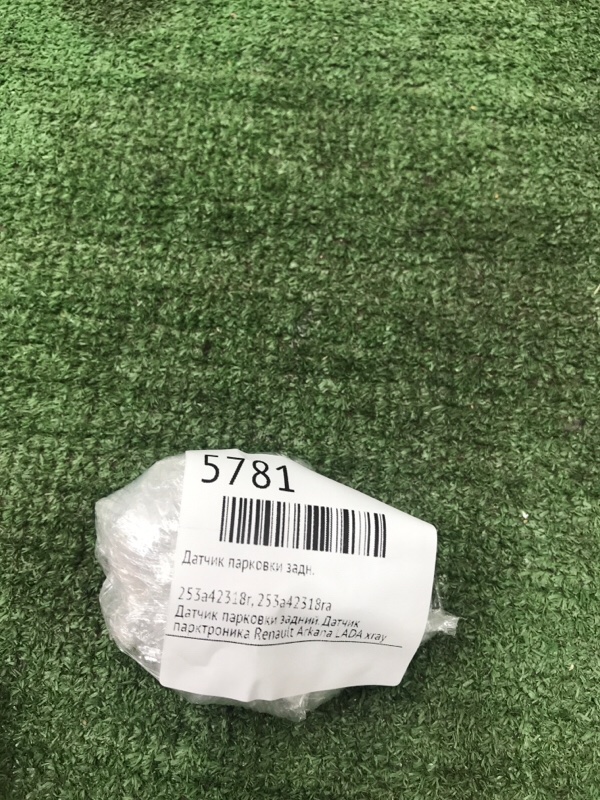 5781
Датчик парковки задн.
253a42318r, 253a42318ra
Датчик парковки задний Датчик
парктроника Renault Arkana LADA xray